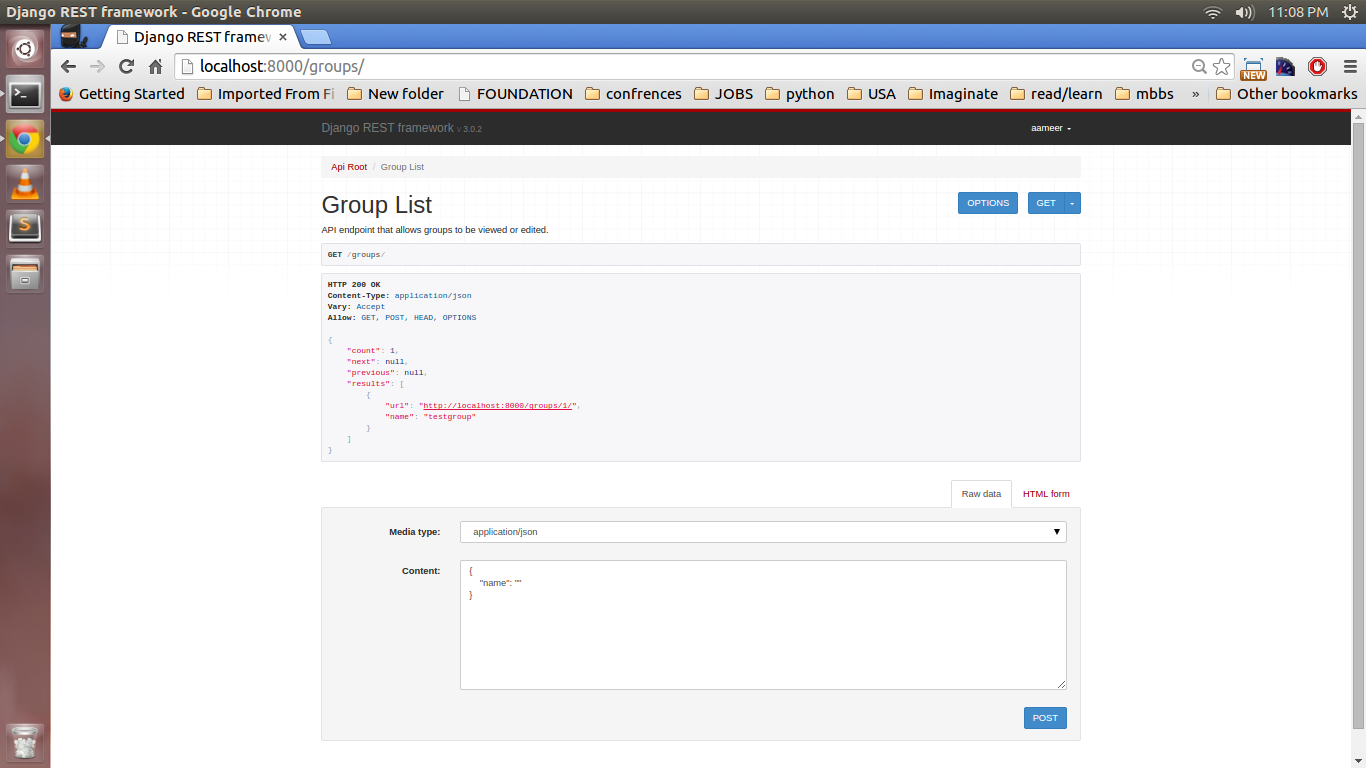 Django REST framework - Google Chrome
11:08 PM
Django REST framew
localhost:8000/groups/
NEW
Getting Started Imported From Fi New folder FOUNDATION confrences JOBS python USA Imaginate read/learn mbbs » Other bookmarks
Django REST framework v 3.0.2
aameer
Api Root / Group List
Group List
OPTIONS GET
API endpoint that allows groups to be viewed or edited.
GET /groups/
HTTP 200 OK
Content-Type: application/json
Vary: Accept
Allow: GET, POST, HEAD, OPTIONS
{
"count": 1,
"next": null,
"previous": null,
"results": [
{
"url": "http://localhost:8000/groups/1/",
"name": "testgroup"
}
]
}
Raw data HTML form
Media type: application/json
Content: {
"name": ""
}
POST